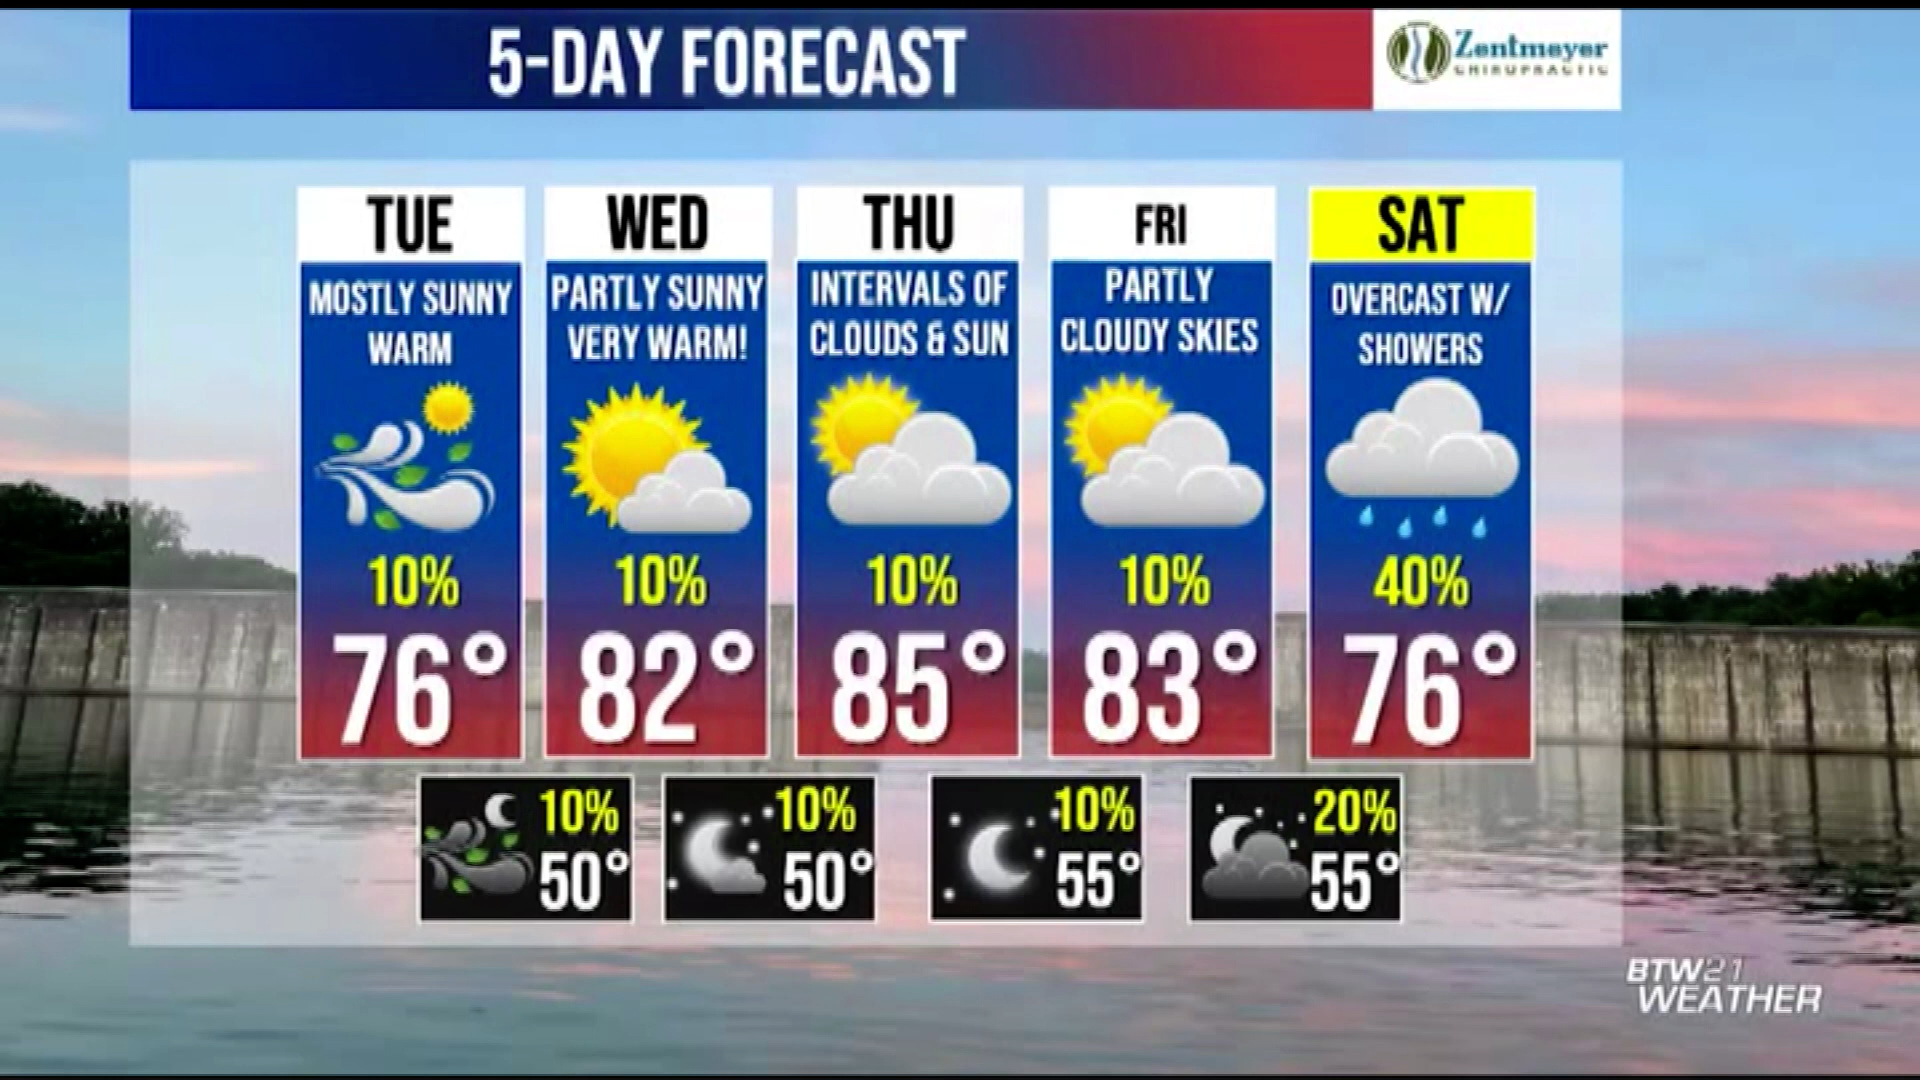 5-DAY FORECAST
Zentmeyer
CHIROPRACTIC
TUE
MOSTLY SUNNY
WARM
10%
76°
WED
PARTLY SUNNY
VERY WARM!
10%
82°
THU
INTERVALS OF
CLOUDS & SUN
10%
85°
FRI
PARTLY
CLOUDY SKIES
10%
83°
SAT
OVERCAST W/
SHOWERS
40%
76°
10%
50°
10%
50°
10%
55°
20%
55°
BTW21
WEATHER